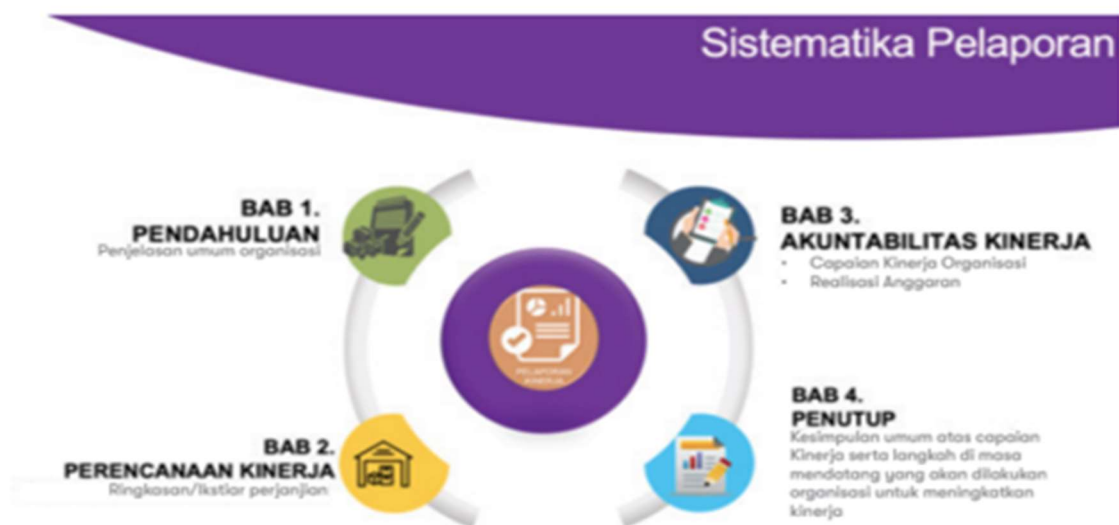 Sistematika Pelaporan
BAB 1.
PENDAHULUAN
Penjelasan umum organisasi
BAB 2.
PERENCANAAN KINERJA
Ringkasan/Ikstiar perjanjian
PELAPORAN
KINERJA
BAB 3.
AKUNTABILITAS KINERJA
• Capaian Kinerja Organisasi
• Realisasi Anggaran
BAB 4.
PENUTUP
Kesimpulan umum atas capaian
Kinerja serta langkah di masa
mendatang yang akan dilakukan
organisasi untuk meningkatkan
kinerja